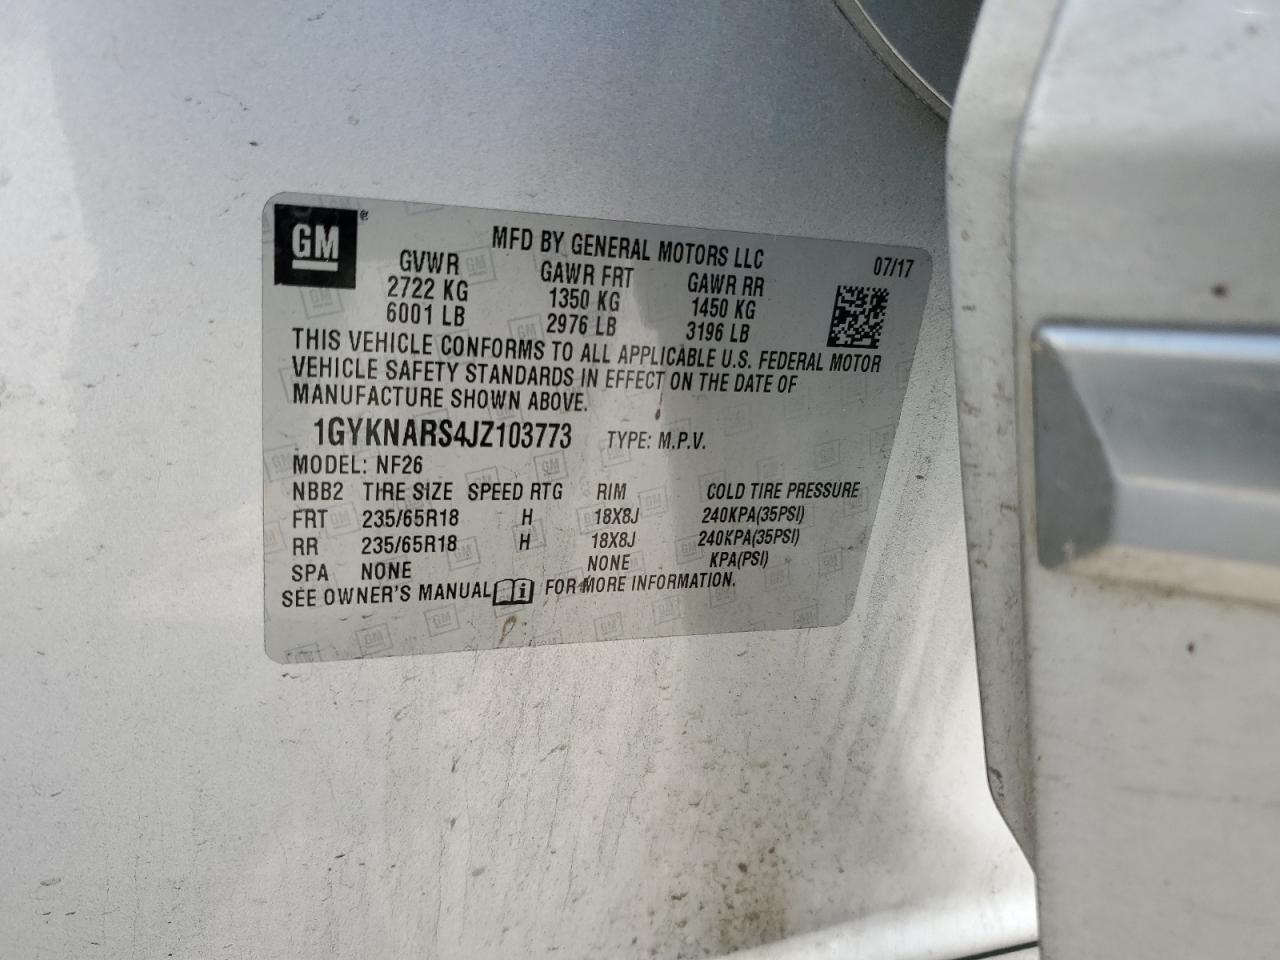 GM®
MFD BY GENERAL MOTORS LLC
07/17
GVWR GAWR FRT GAWR RR
2722 KG 1350 KG 1450 KG
6001 LB 2976 LB 3196 LB
THIS VEHICLE CONFORMS TO ALL APPLICABLE U.S. FEDERAL MOTOR
VEHICLE SAFETY STANDARDS IN EFFECT ON THE DATE OF
MANUFACTURE SHOWN ABOVE.
1GYKNARS4JZ103773 TYPE: M.P.V.
MODEL: NF26
NBB2 TIRE SIZE SPEED RTG RIM COLD TIRE PRESSURE
FRT 235/65R18 H 18X8J 240KPA(35PSI)
RR 235/65R18 H 18X8J 240KPA(35PSI)
SPA NONE NONE KPA(PSI)
SEE OWNER'S MANUAL i FOR MORE INFORMATION.